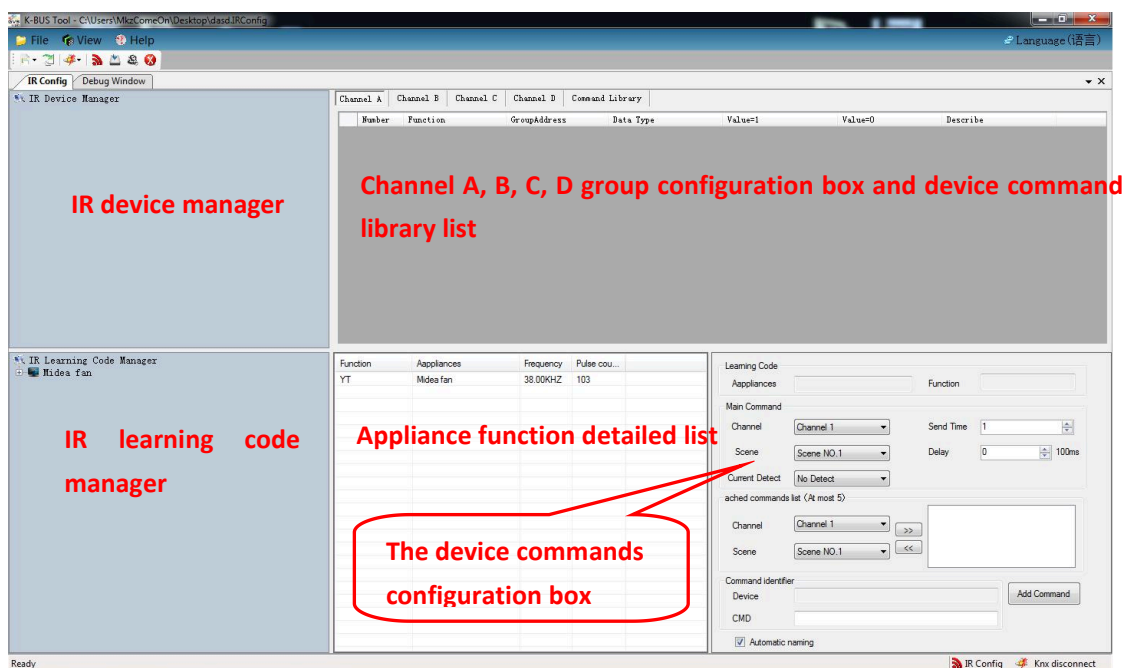 K-BUS Tool - C:\Users\MkzComeOn\Desktop\dasd.IRConfig
File View Help Language(语言)
IR Config Debug Window
IR Device Manager
Channel A Channel B Channel C Channel D Command Library
Number Function GroupAddress Data Type Value=1 Value=0 Describe
IR device manager
Channel A, B, C, D group configuration box and device command
library list
IR Learning Code Manager
Midea fan
IR learning code
manager
Function Aappliances Frequency Pulse cou...
YT Midea fan 38.00KHZ 103
Appliance function detailed list
The device commands
configuration box
Learning Code
Aappliances Function
Main Command
Channel Channel 1 Send Time 1
Scene Scene NO.1 Delay 0 100ms
Current Detect No Detect
ached commands list (At most 5)
Channel Channel 1 >>
Scene Scene NO.1 <<
Command identifier
Device Add Command
CMD
Automatic naming
Ready IR Config Knx disconnect